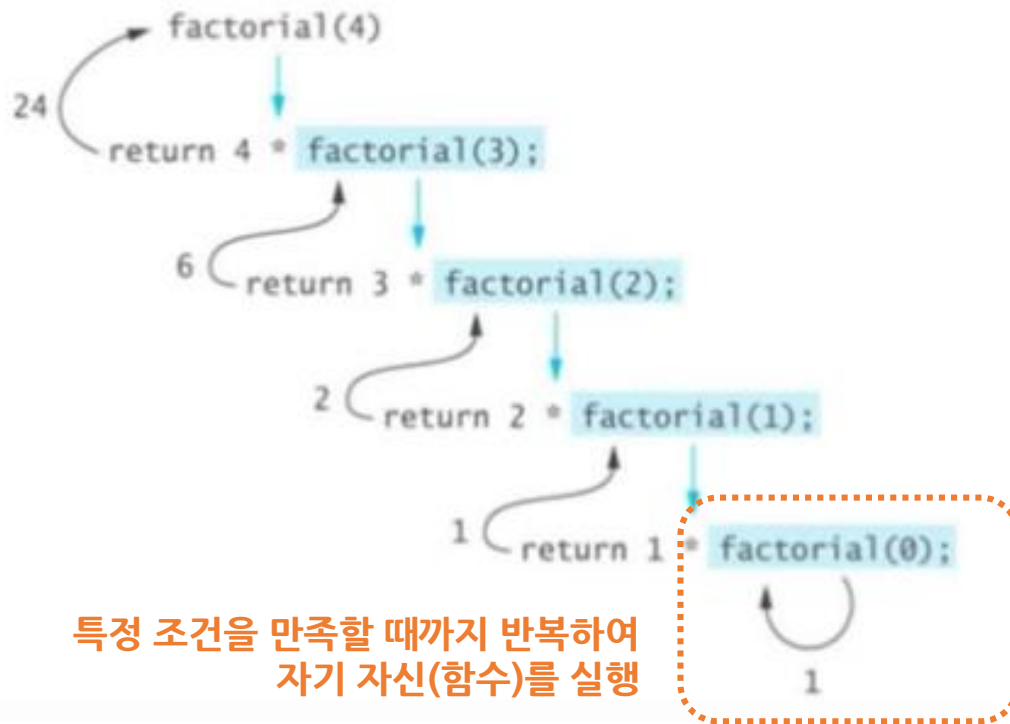 factorial(4)
24
return 4 * factorial(3);
6
return 3 * factorial(2);
2
return 2 * factorial(1);
1
return 1 * factorial(0);
특정 조건을 만족할 때까지 반복하여
자기 자신(함수)를 실행
1